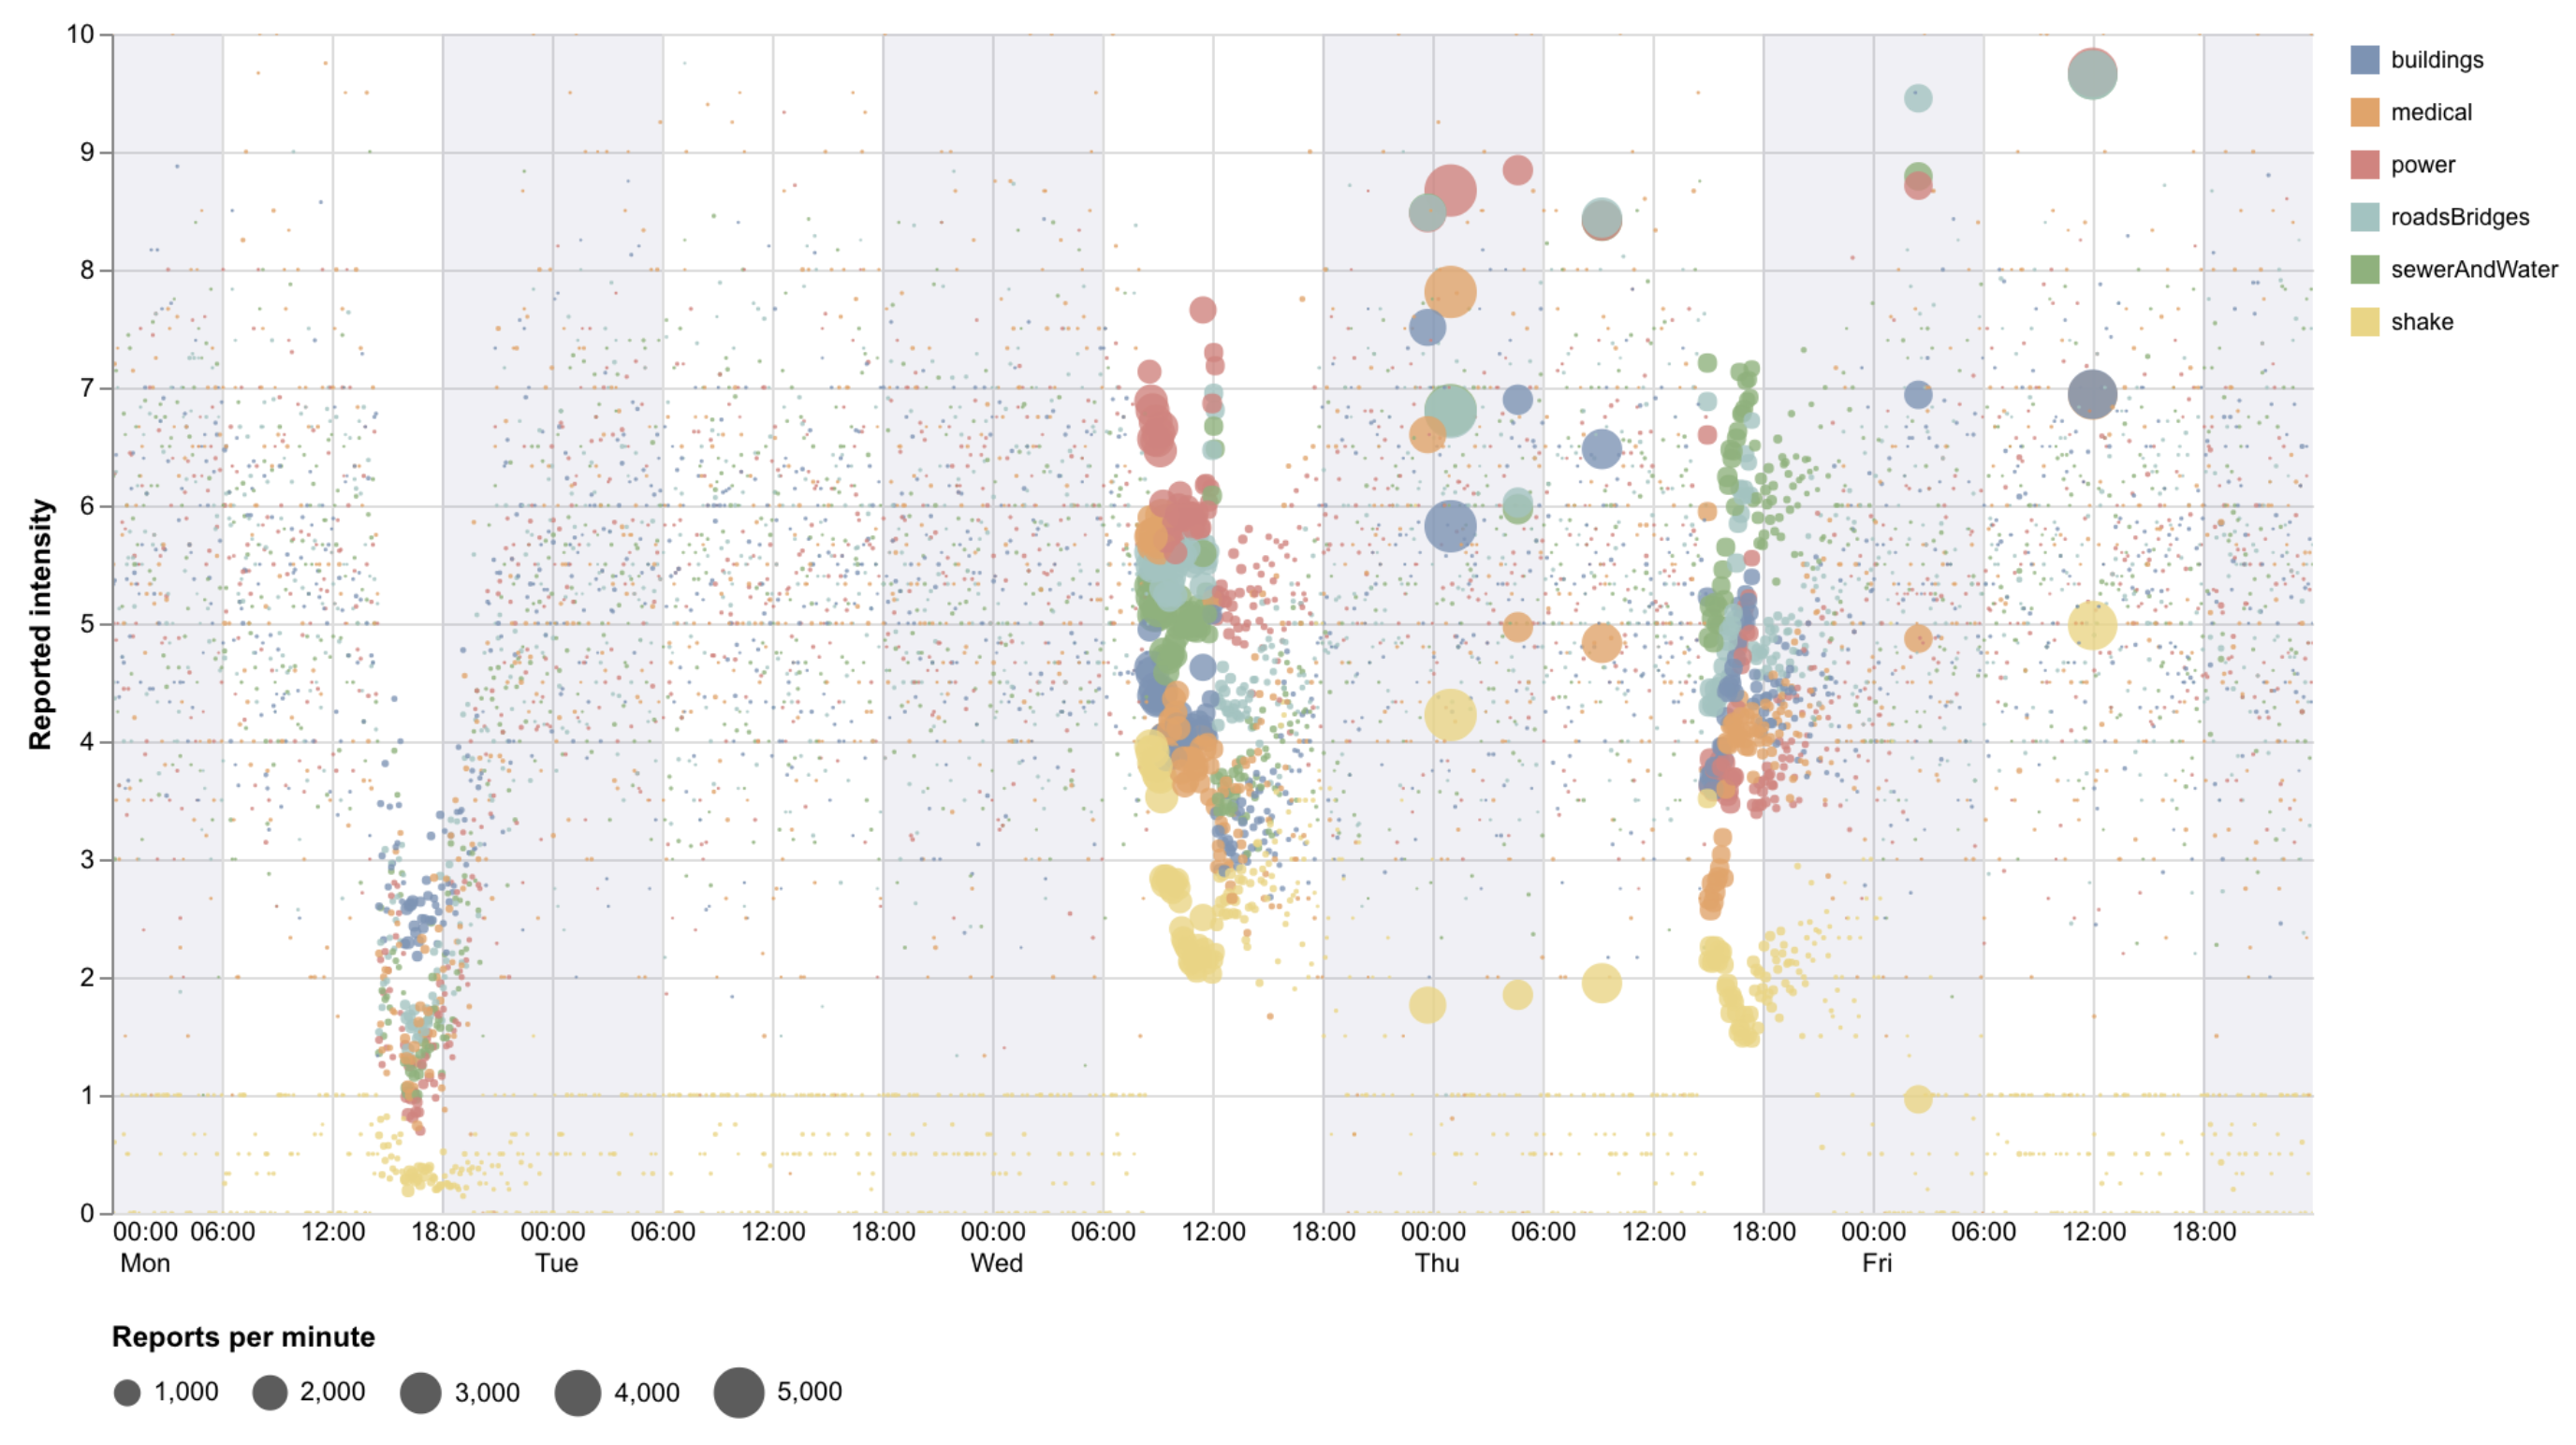 Reported intensity
10
9
8
7
6
5
4
3
2
1
0
00:00 06:00 12:00 18:00 00:00 06:00 12:00 18:00 00:00 06:00 12:00 18:00 00:00 06:00 12:00 18:00 00:00 06:00 12:00 18:00
Mon Tue Wed Thu Fri
buildings
medical
power
roadsBridges
sewerAndWater
shake
Reports per minute
1,000 2,000 3,000 4,000 5,000